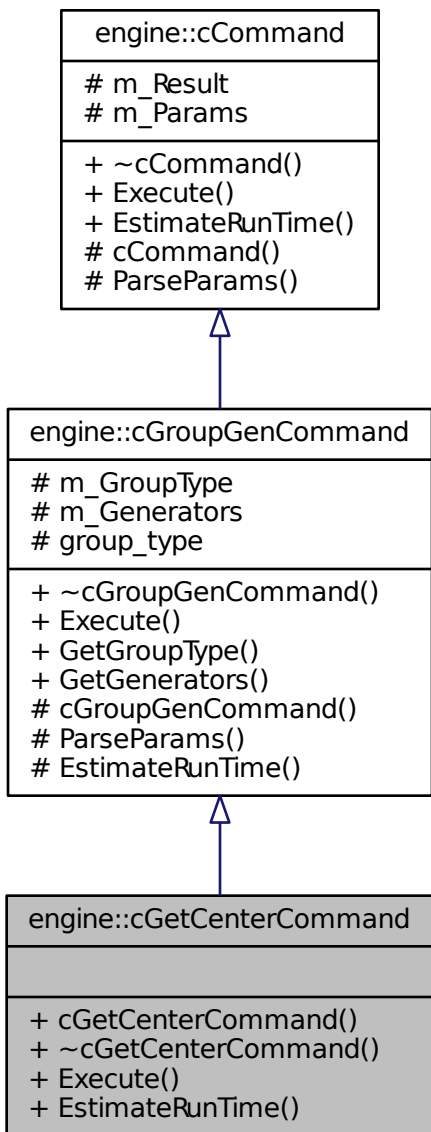 engine::cCommand
# m_Result
# m_Params
+ ~cCommand()
+ Execute()
+ EstimateRunTime()
# cCommand()
# ParseParams()
engine::cGroupGenCommand
# m_GroupType
# m_Generators
# group_type
+ ~cGroupGenCommand()
+ Execute()
+ GetGroupType()
+ GetGenerators()
# cGroupGenCommand()
# ParseParams()
# EstimateRunTime()
engine::cGetCenterCommand
+ cGetCenterCommand()
+ ~cGetCenterCommand()
+ Execute()
+ EstimateRunTime()